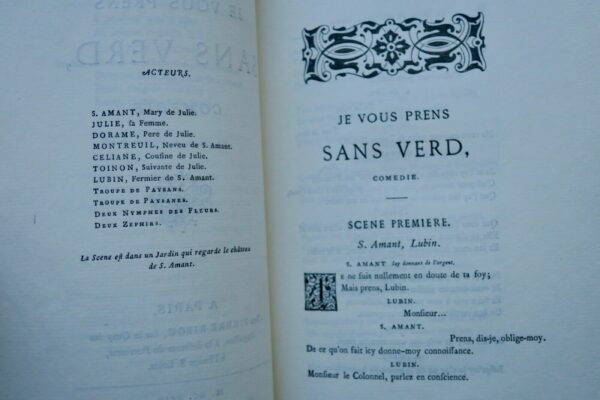 ACTEURS.
S. AMANT, Mary de Julie.
JULIE, ſa Femme.
DORAME, Pere de Julie.
MONTREUIL, Neveu de S. Amant.
CELIANE, Couſine de Julie.
TOINON, Suivante de Julie.
LUBIN, Fermier de S. Amant.
TROUPE DE PAYSANS.
TROUPE DE PAYSANES.
DEUX NYMPHES DES FLEURS.
DEUX ZEPHIRS.
La Scene eſt dans un Jardin qui regarde le château
de S. Amant.
JE VOUS PRENS
SANS VERD,
COMEDIE.
SCENE PREMIERE.
S. Amant, Lubin.
S. AMANT luy donnant de l'argent.
JE ne ſuit nullement en doute de ta foy;
Mais prens, Lubin.
LUBIN.
Monſieur...
S. AMANT.
Prens, dis-je, oblige-moy.
De ce qu'on fait icy donne-moy connoiſſance.
LUBIN.
Monſieur le Colonnel, parlez en conſcience.